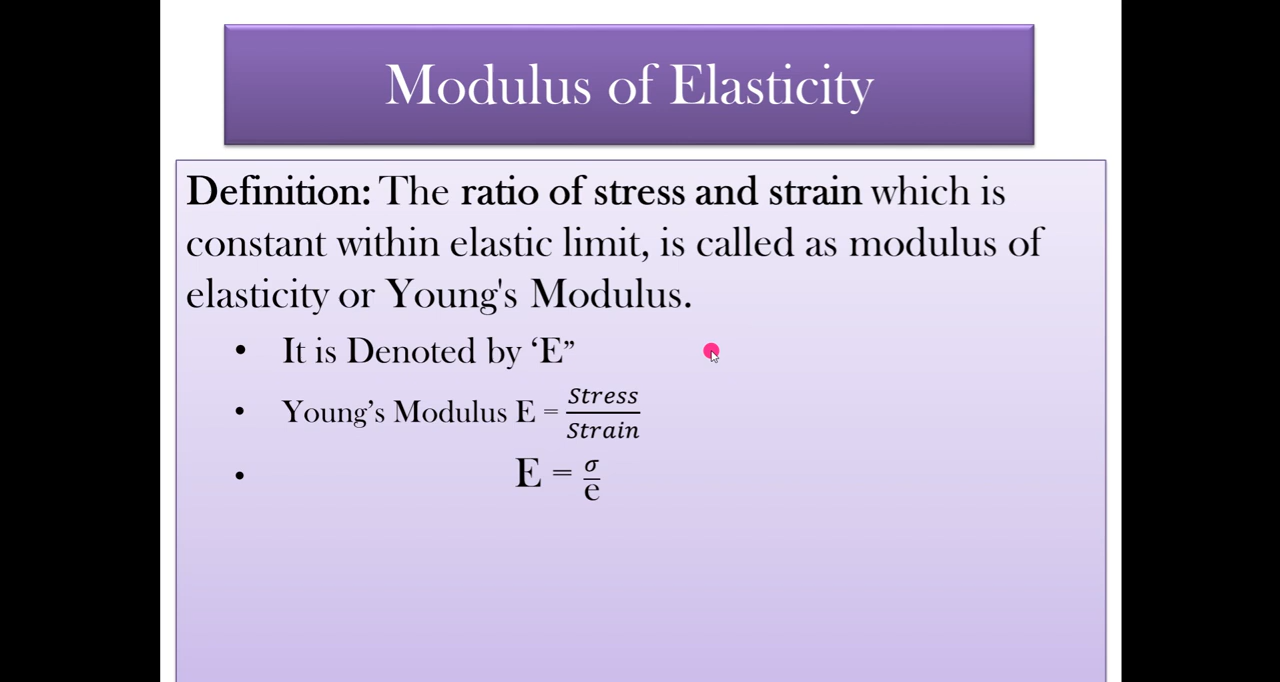 Modulus of Elasticity
Definition: The ratio of stress and strain which is
constant within elastic limit, is called as modulus of
elasticity or Young's Modulus.
• It is Denoted by ‘E”
• Young’s Modulus E = Stress/Strain
• E = σ/e